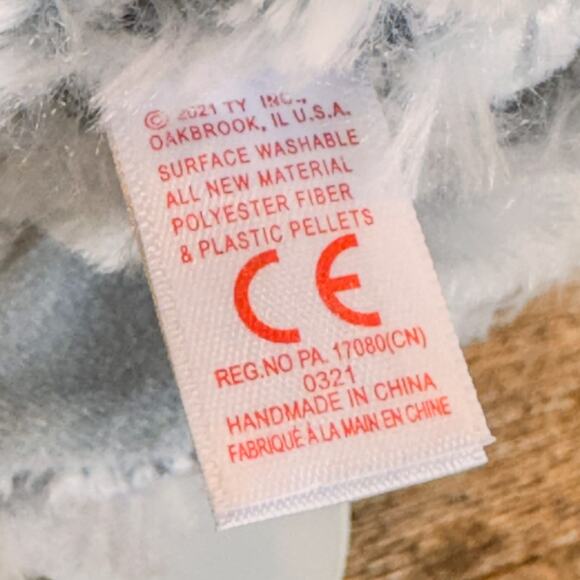 © 2021 TY INC.,
OAKBROOK, IL U.S.A.
SURFACE WASHABLE
ALL NEW MATERIAL
POLYESTER FIBER
& PLASTIC PELLETS
CE
REG.NO PA. 17080(CN)
0321
HANDMADE IN CHINA
FABRIQUÉ À LA MAIN EN CHINE